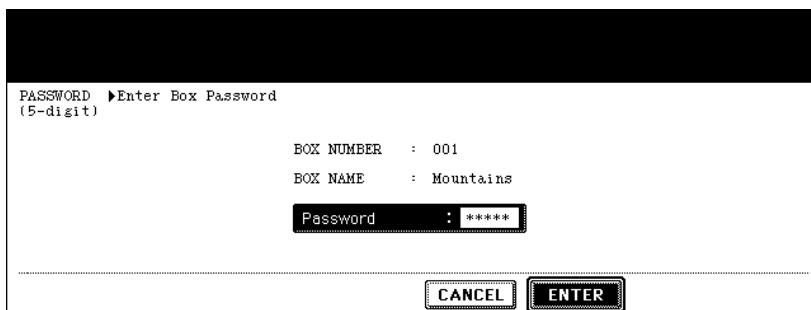 PASSWORD ▶Enter Box Password
(5-digit)
BOX NUMBER : 001
BOX NAME : Mountains
Password : *****
CANCEL ENTER